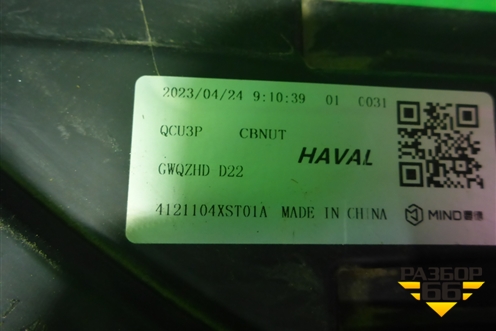 2023/04/24 9:10:39 01 C031
QCU3P CBNUT
HAVAL
GWQZHD D22
4121104XST01A MADE IN CHINA MIND
РАЗБОР
66